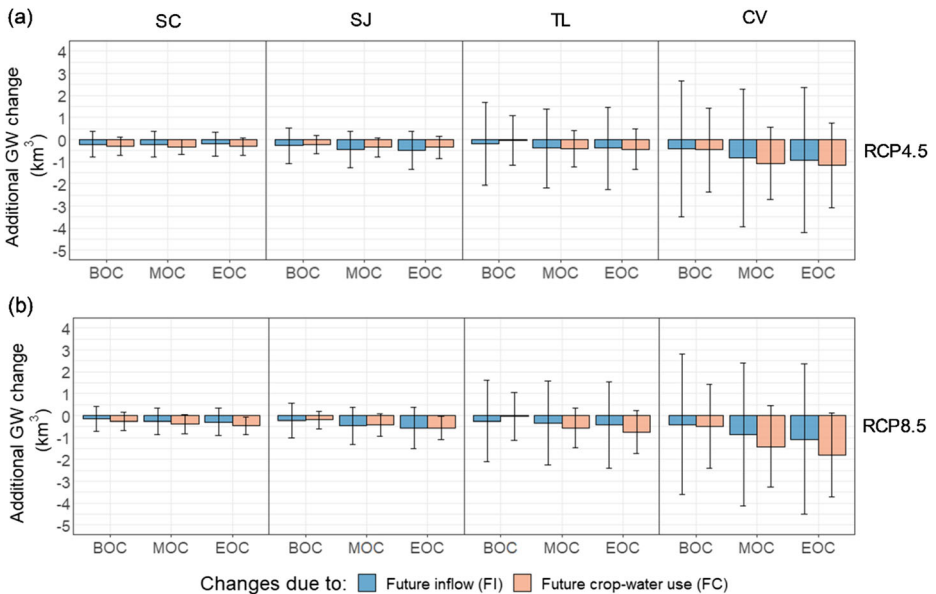 (a)
SC SJ TL CV
Additional GW change
(km³)
4
3
2
1
0
-1
-2
-3
-4
-5
RCP4.5
BOC MOC EOC BOC MOC EOC BOC MOC EOC BOC MOC EOC
(b)
Additional GW change
(km³)
4
3
2
1
0
-1
-2
-3
-4
-5
RCP8.5
BOC MOC EOC BOC MOC EOC BOC MOC EOC BOC MOC EOC
Changes due to: Future inflow (FI) Future crop-water use (FC)